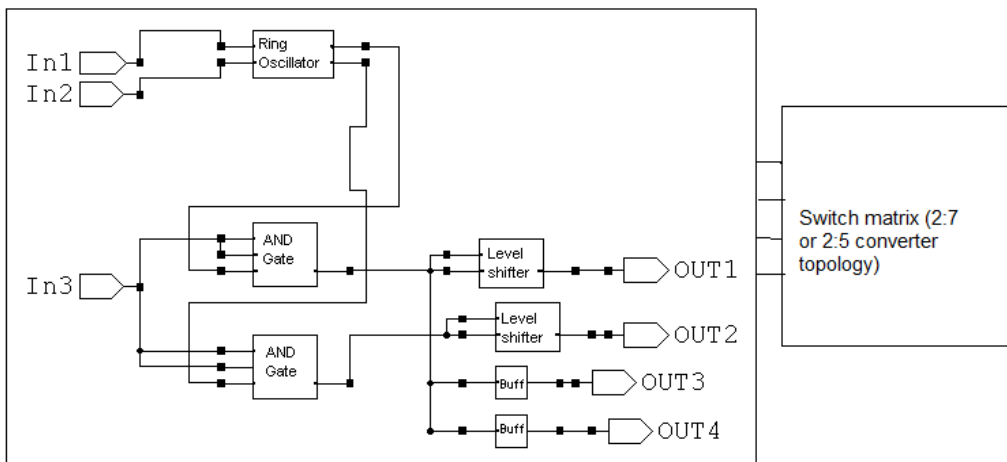 In1
In2
Ring
Oscillator
In3
AND
Gate
AND
Gate
Level
shifter
OUT1
Level
shifter
OUT2
Buff
OUT3
Buff
OUT4
Switch matrix (2:7
or 2:5 converter
topology)